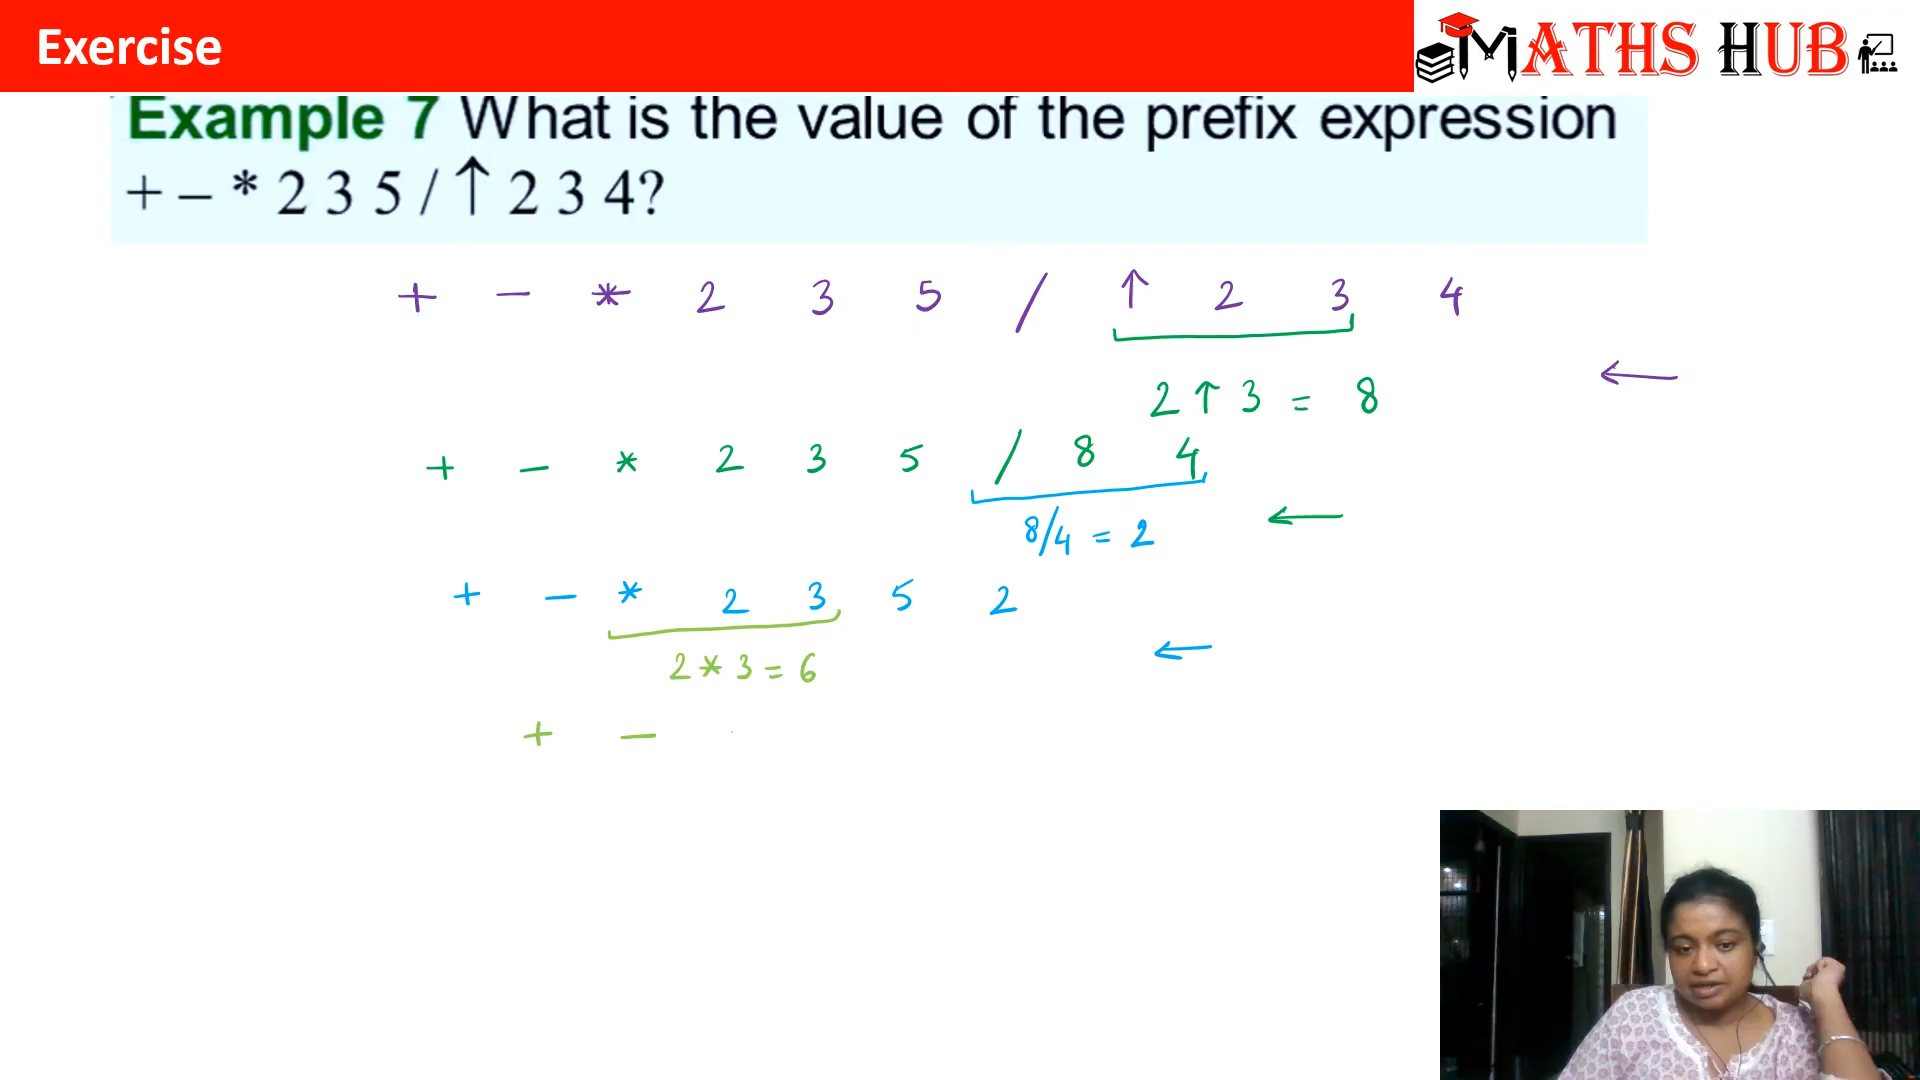 Exercise
MATHS HUB
Example 7 What is the value of the prefix expression
+ – * 2 3 5 / ↑ 2 3 4?
+ − * 2 3 5 / ↑ 2 3 4
←
2 ↑ 3 = 8
+ − * 2 3 5 / 8 4
8/4 = 2
←
+ − * 2 3 5 2
←
2 * 3 = 6
+ −